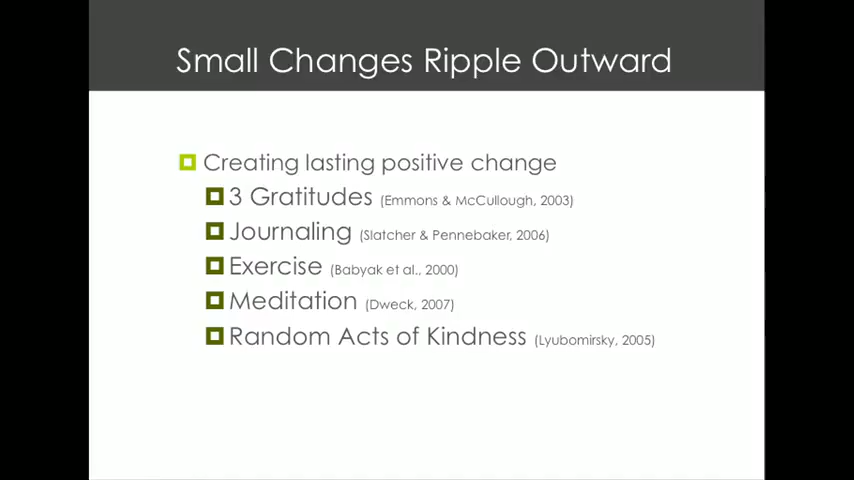 Small Changes Ripple Outward
Creating lasting positive change
3 Gratitudes (Emmons & McCullough, 2003)
Journaling (Slatcher & Pennebaker, 2006)
Exercise (Babyak et al., 2000)
Meditation (Dweck, 2007)
Random Acts of Kindness (Lyubomirsky, 2005)